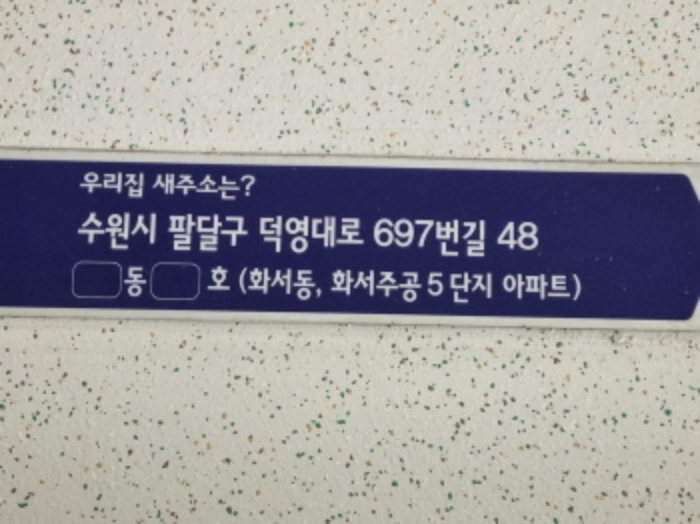 우리집 새주소는?
수원시 팔달구 덕영대로 697번길 48
동 호 (화서동, 화서주공 5 단지 아파트)